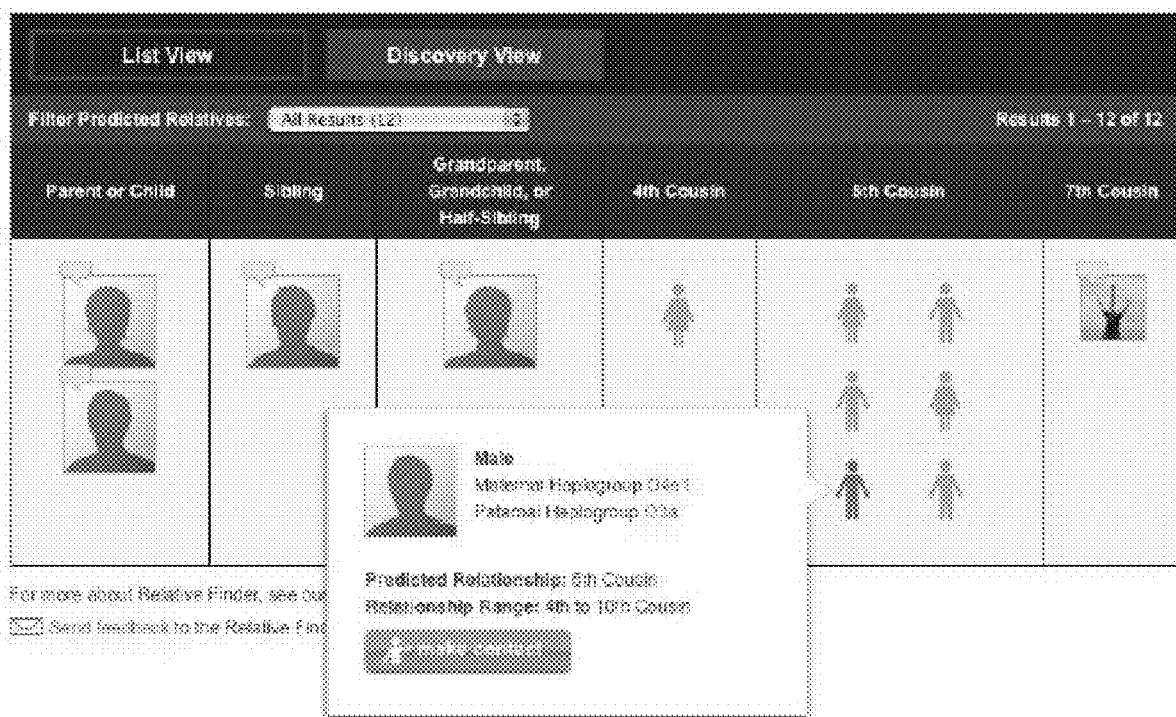 List View
Discovery View
Filter Predicted Relatives:
All Results (12)
Results 1 – 12 of 12
Parent or Child
Sibling
Grandparent,
Grandchild, or
Half-Sibling
4th Cousin
5th Cousin
7th Cousin
Male
Maternal Haplogroup
Paternal Haplogroup
Predicted Relationship: Cousin
Relationship Range: 4th to 10th Cousin
make contact
For more about Relative Finder, see
Send feedback to the Relative